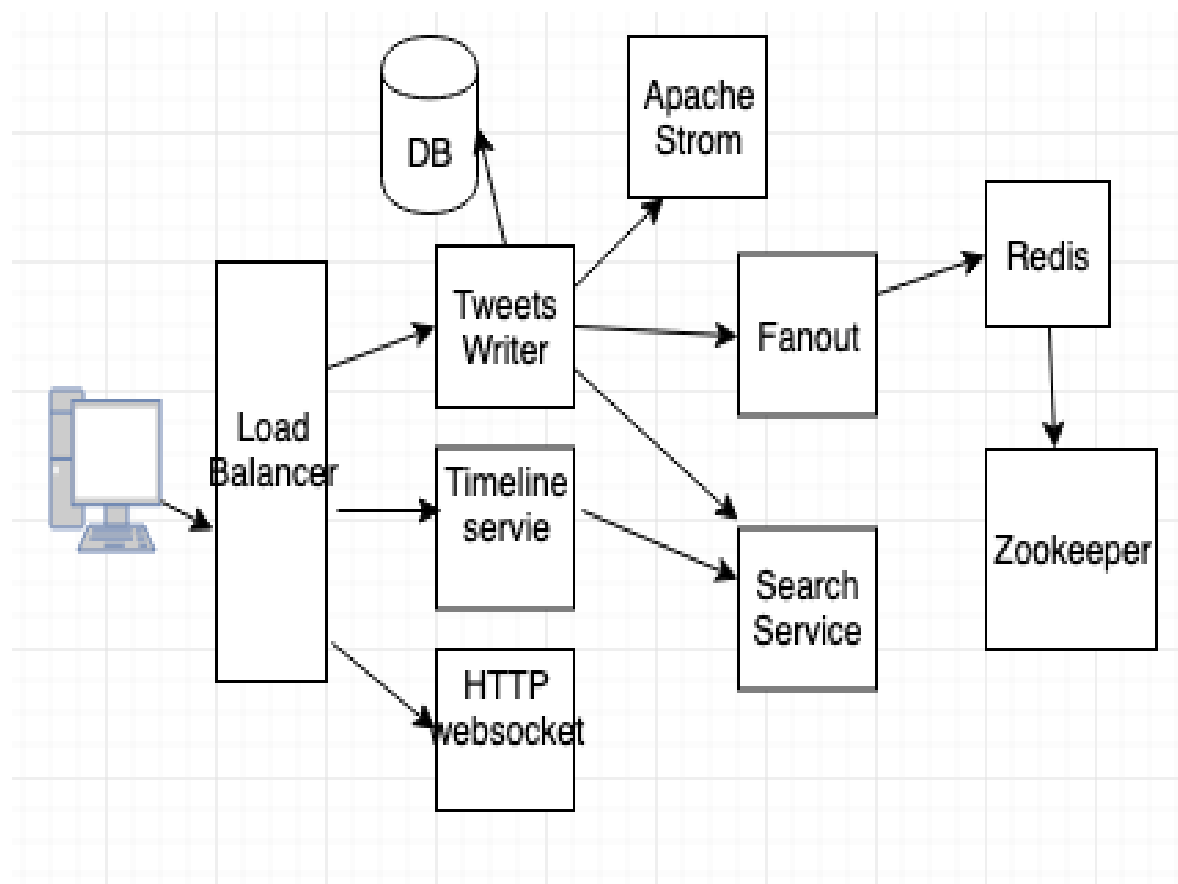 DB
Apache
Strom
Redis
Tweets
Writer
Fanout
Load
Balancer
Timeline
servie
Zookeeper
Search
Service
HTTP
websocket